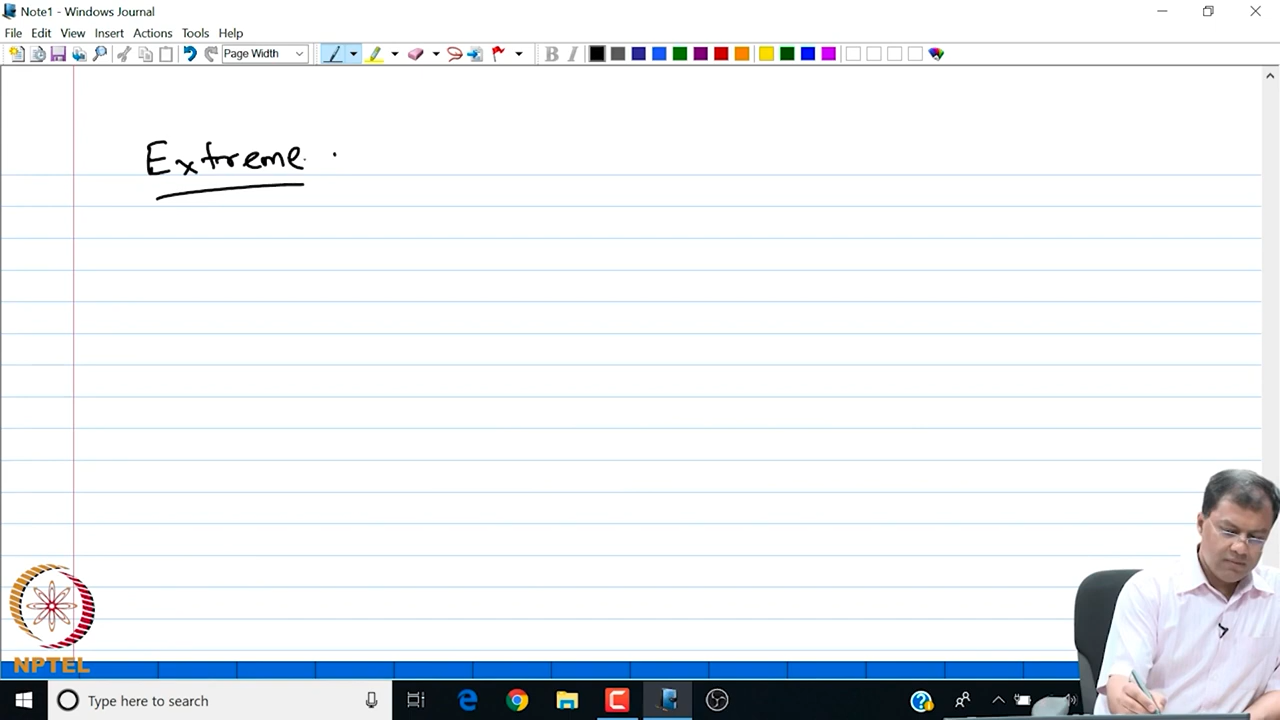 Note1 - Windows Journal
File Edit View Insert Actions Tools Help
Page Width B I
Extreme
NPTEL
Type here to search